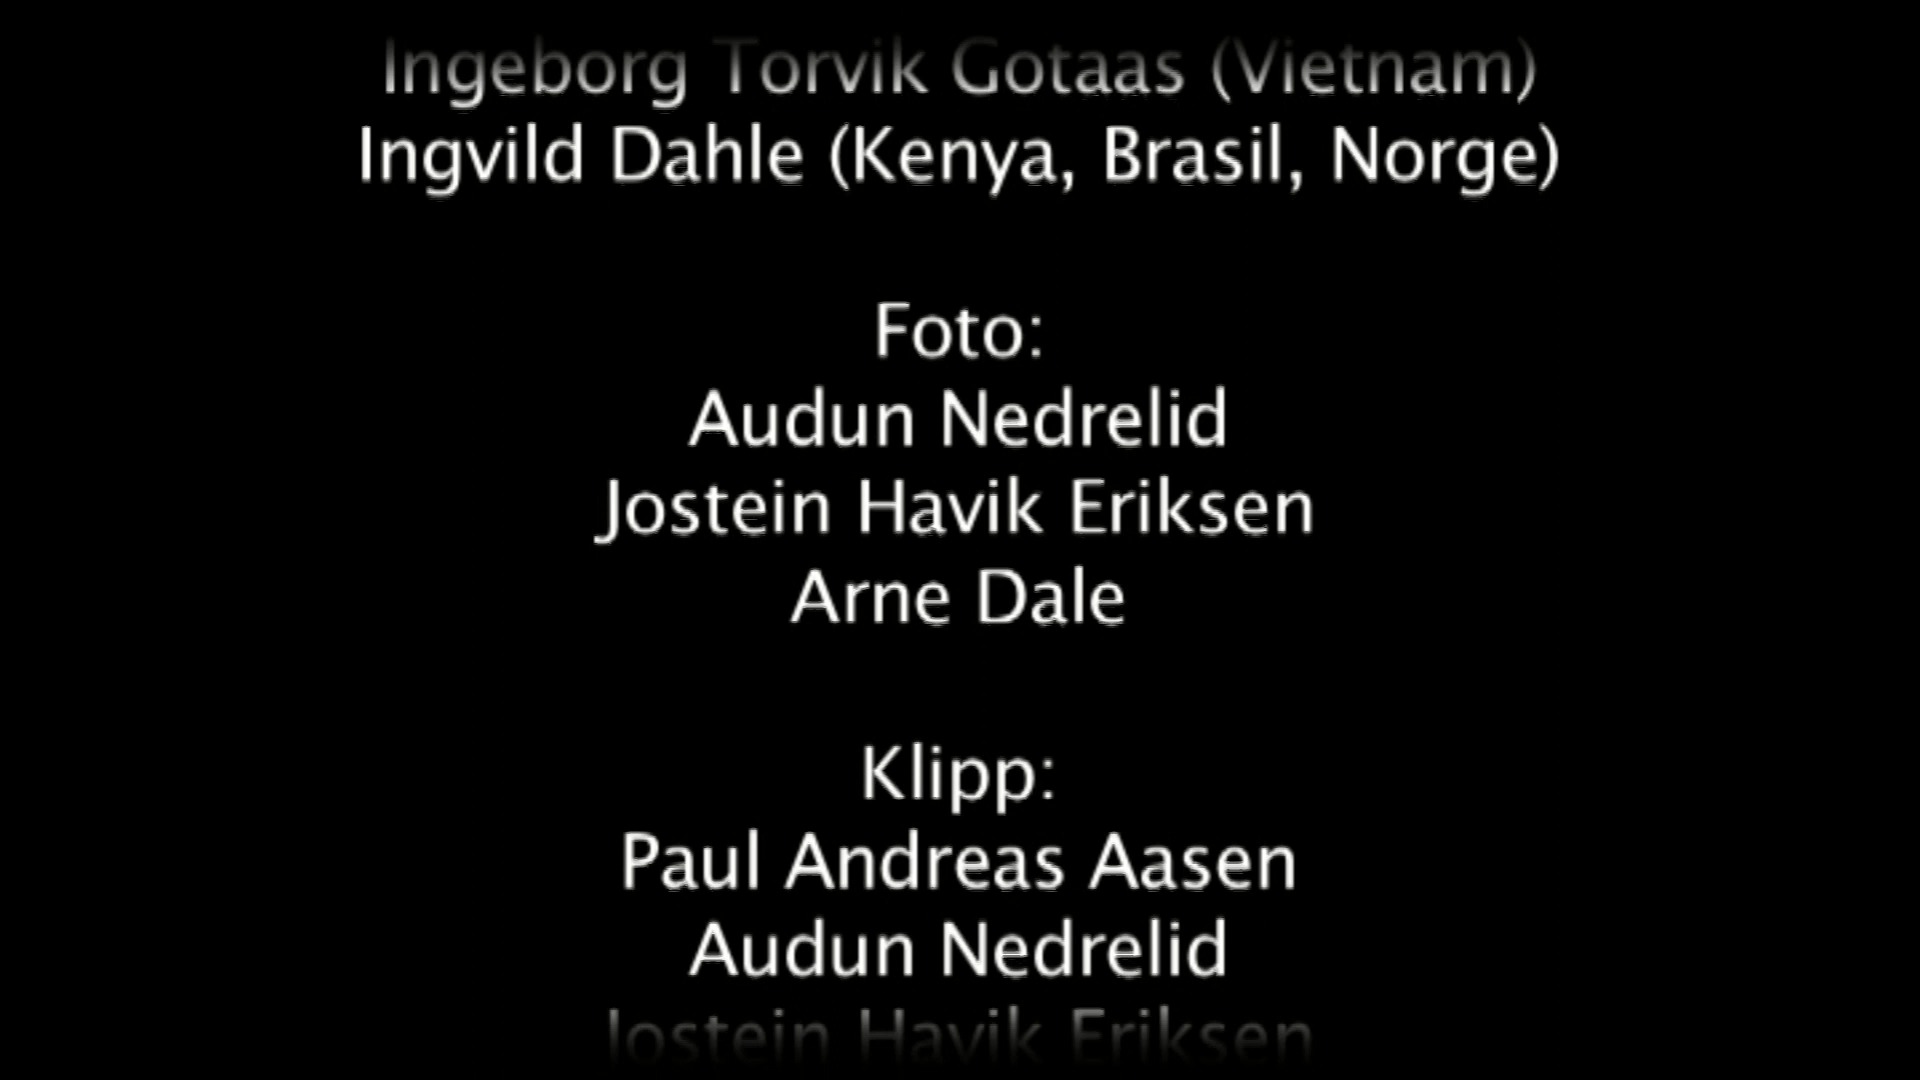 Ingeborg Torvik Gotaas (Vietnam)
Ingvild Dahle (Kenya, Brasil, Norge)
Foto:
Audun Nedrelid
Jostein Havik Eriksen
Arne Dale
Klipp:
Paul Andreas Aasen
Audun Nedrelid
Jostein Havik Eriksen